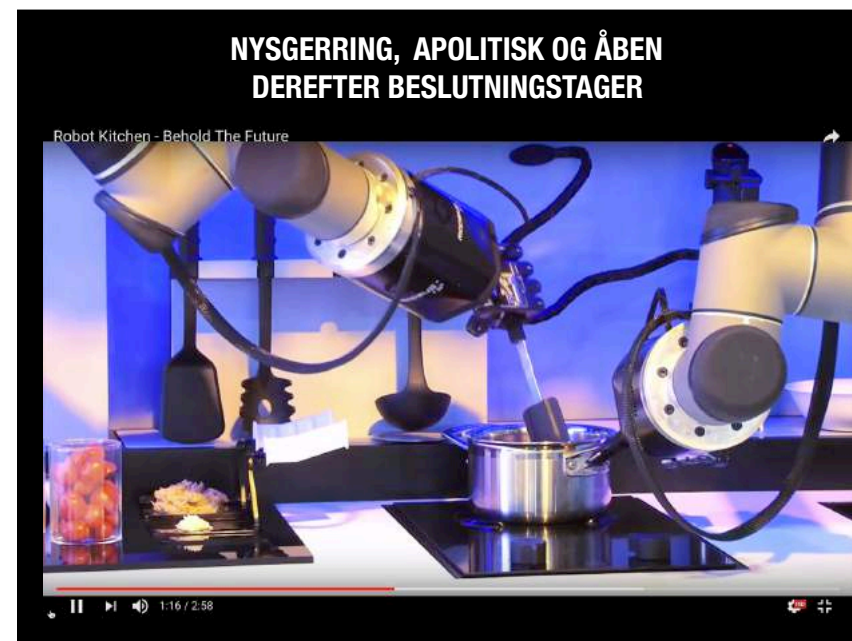 NYSGERRING, APOLITISK OG ÅBEN
DEREFTER BESLUTNINGSTAGER
Robot Kitchen - Behold The Future
1:16 / 2:58